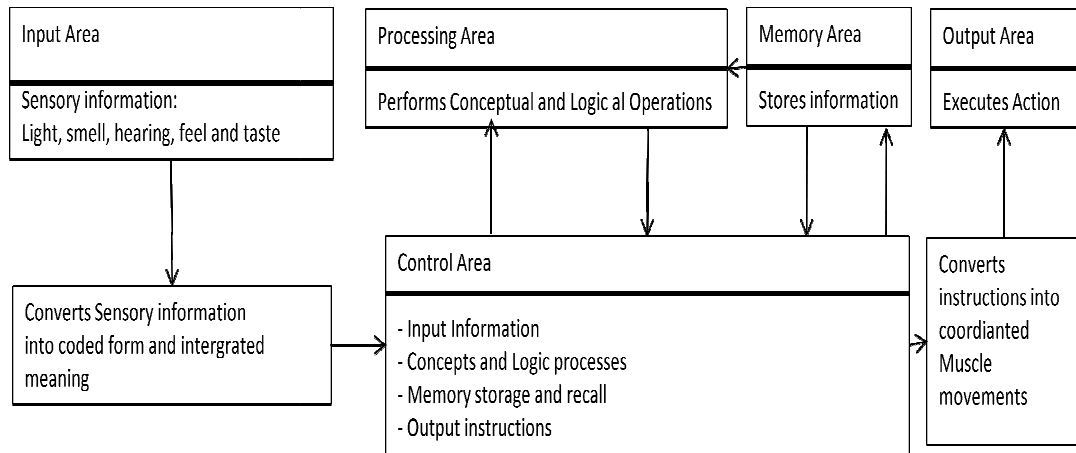 Input Area
Sensory information:
Light, smell, hearing, feel and taste
Processing Area
Performs Conceptual and Logic al Operations
Memory Area
Stores information
Output Area
Executes Action
Converts Sensory information
into coded form and intergrated
meaning
Control Area
- Input Information
- Concepts and Logic processes
- Memory storage and recall
- Output instructions
Converts
instructions into
coordianted
Muscle
movements